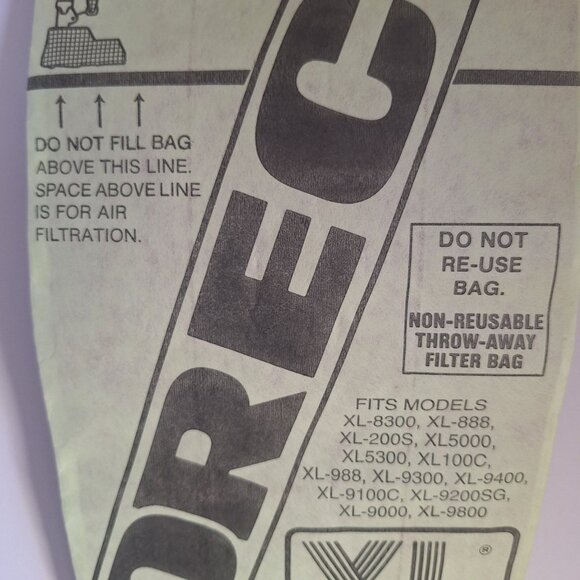 DO NOT FILL BAG
ABOVE THIS LINE.
SPACE ABOVE LINE
IS FOR AIR
FILTRATION.
OREC
DO NOT
RE-USE
BAG.
NON-REUSABLE
THROW-AWAY
FILTER BAG
FITS MODELS
XL-8300, XL-888,
XL-200S, XL5000,
XL5300, XL100C,
XL-988, XL-9300, XL-9400,
XL-9100C, XL-9200SG,
XL-9000, XL-9800
XL ®